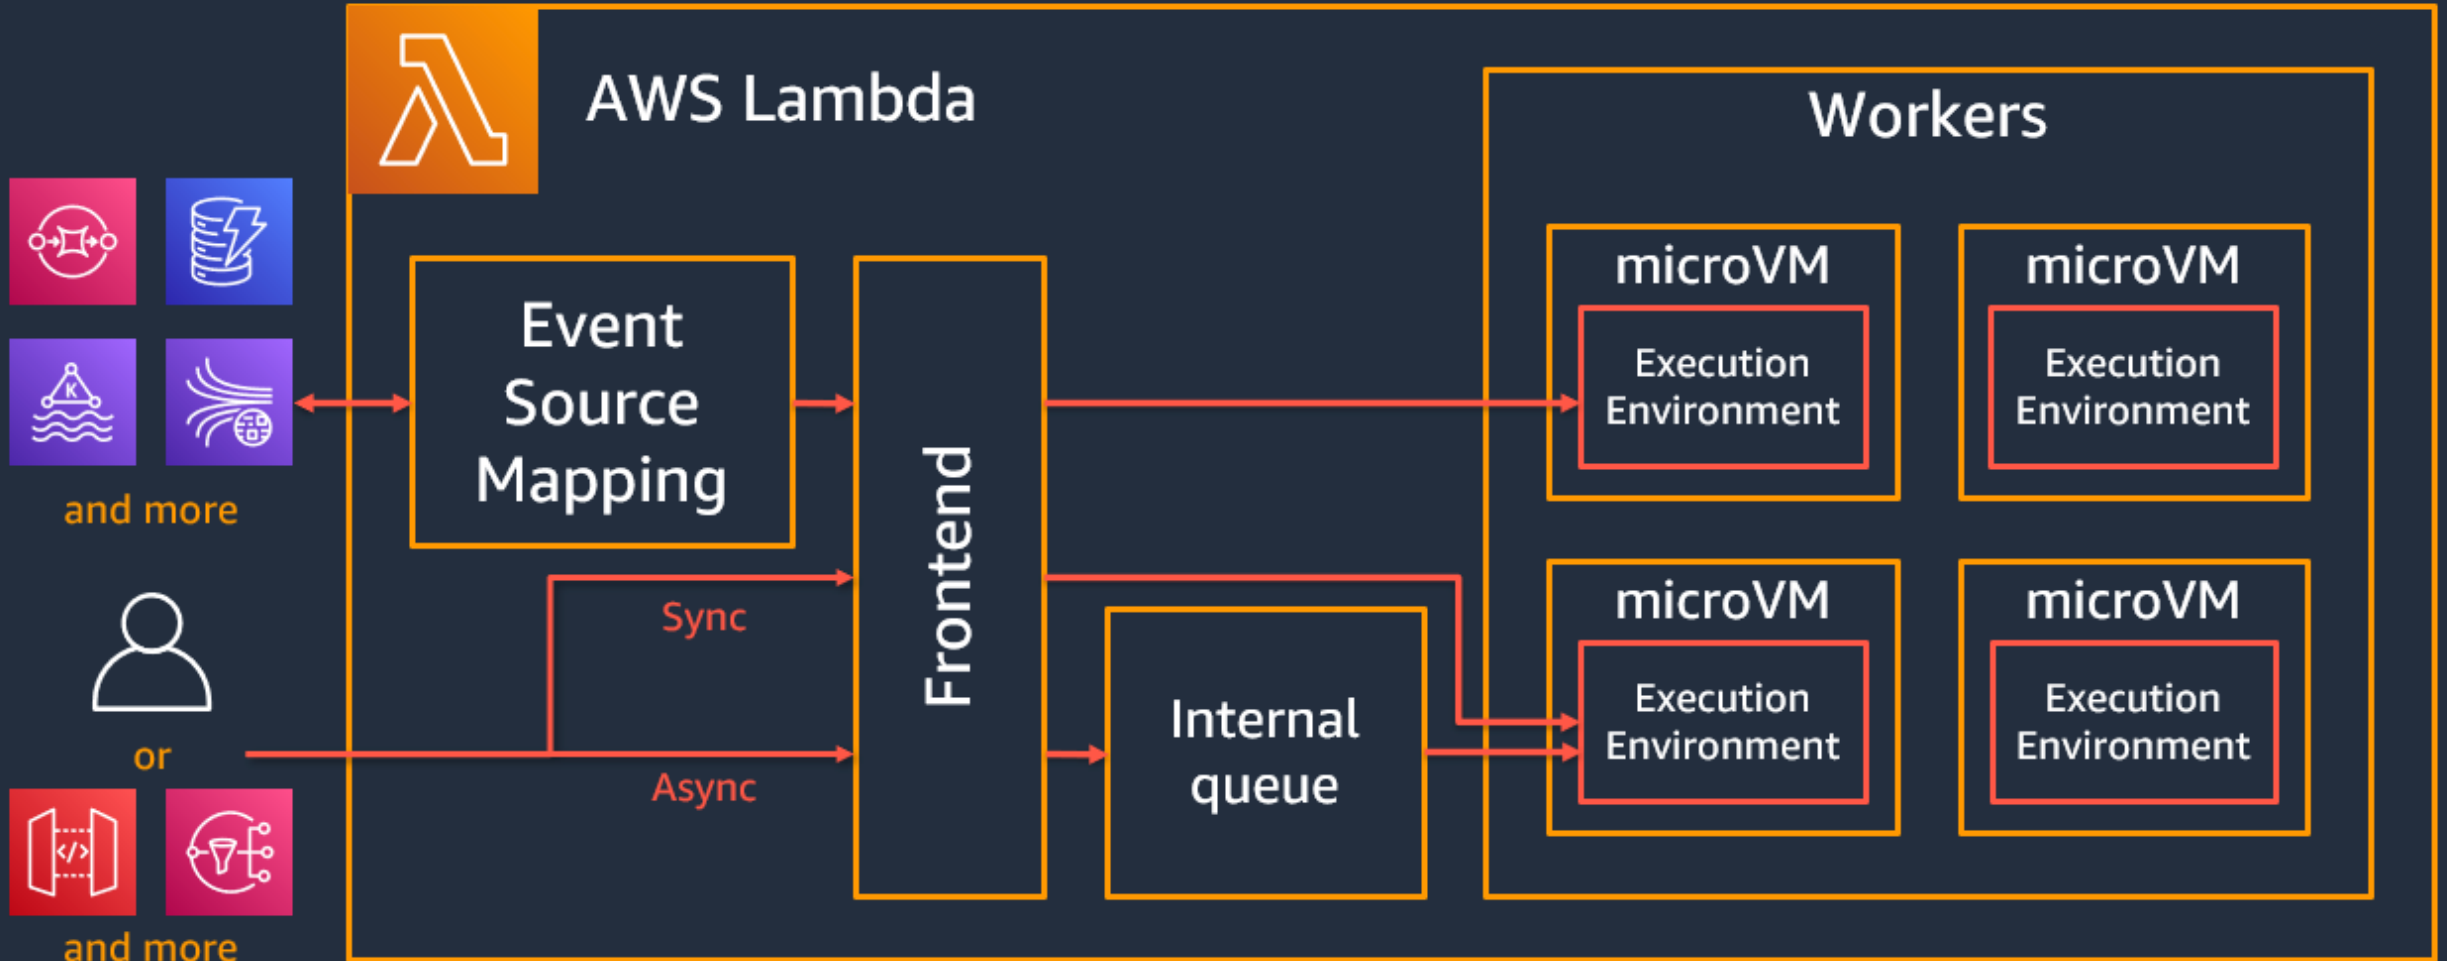 AWS Lambda
Workers
and more
or
and more
Event
Source
Mapping
Sync
Async
Frontend
Internal
queue
microVM
Execution
Environment
microVM
Execution
Environment
microVM
Execution
Environment
microVM
Execution
Environment
K
</>